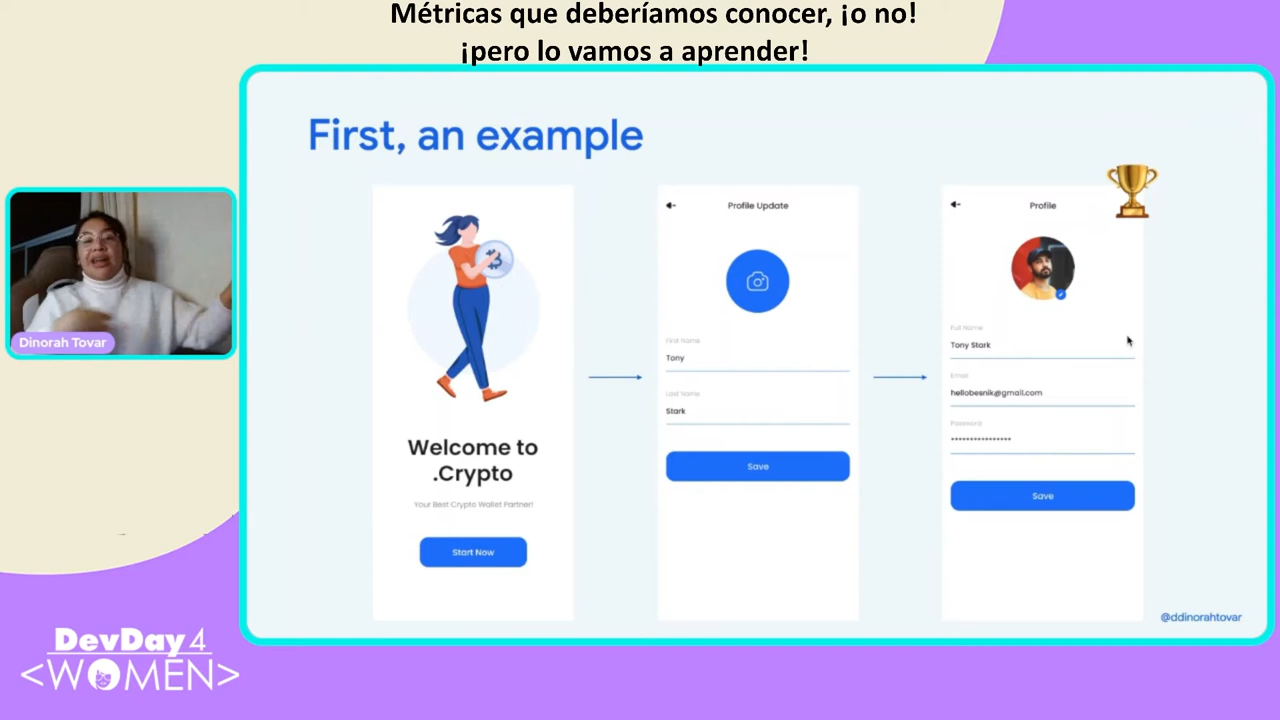 Métricas que deberíamos conocer, ¡o no!
¡pero lo vamos a aprender!
First, an example
Dinorah Tovar
Welcome to
.Crypto
Your Best Crypto Wallet Partner!
Start Now
Profile Update
First Name
Tony
Last Name
Stark
Save
Profile
Full Name
Tony Stark
Email
hellobesnik@gmail.com
Password
****************
Save
@ddinorahtovar
DevDay 4
<WOMEN>